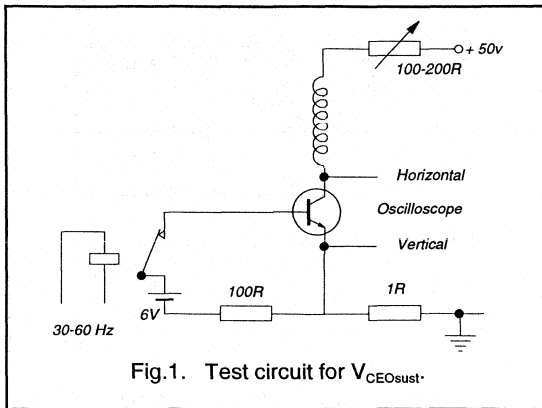 + 50v
100-200R
Horizontal
Oscilloscope
Vertical
100R
1R
6V
30-60 Hz
Fig.1. Test circuit for VCEOsust.